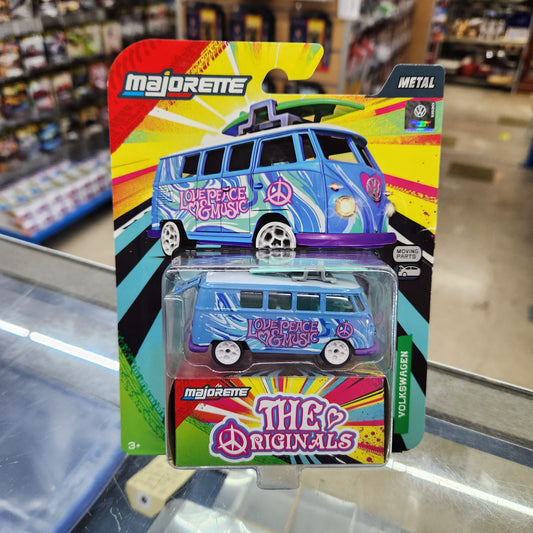 majorette
METAL
LOVE PEACE
& MUSIC
MOVING
PARTS
LOVE PEACE
& MUSIC
VOLKSWAGEN
majorette
THE
ORIGINALS
3+